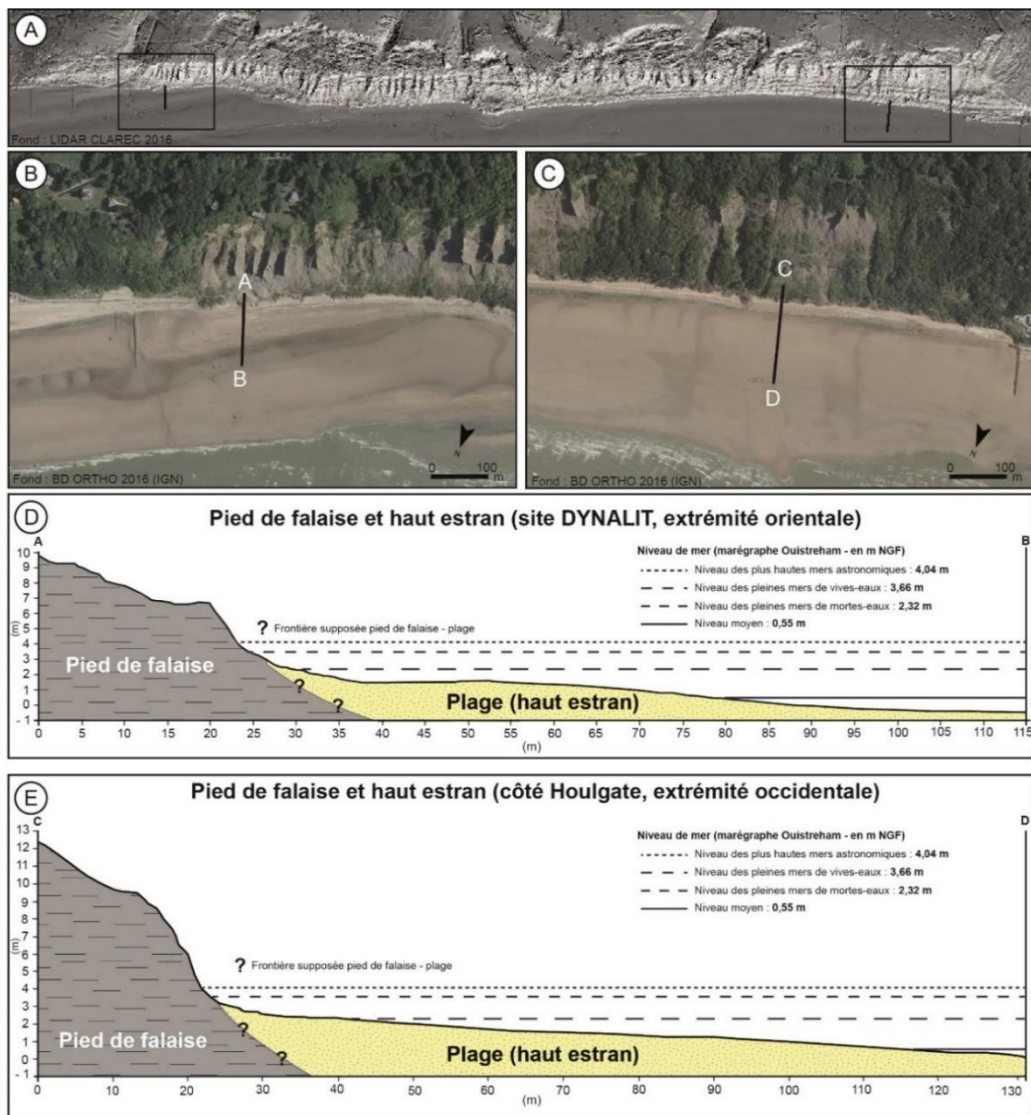 A
Fond : LIDAR CLAREC 2016
B
A
B
N
0 100
m
Fond : BD ORTHO 2016 (IGN)
C
C
D
N
0 100
m
Fond : BD ORTHO 2016 (IGN)
D
Pied de falaise et haut estran (site DYNALIT, extrémité orientale)
A
B
Niveau de mer (marégraphe Ouistreham - en m NGF)
Niveau des plus hautes mers astronomiques : 4,04 m
Niveau des pleines mers de vives-eaux : 3,66 m
Niveau des pleines mers de mortes-eaux : 2,32 m
Niveau moyen : 0,55 m
? Frontière supposée pied de falaise - plage
10
9
8
7
6
5
4
3
2
1
0
- 1
(m)
Pied de falaise
?
?
Plage (haut estran)
0 5 10 15 20 25 30 35 40 45 50 55 60 65 70 75 80 85 90 95 100 105 110 115
(m)
E
Pied de falaise et haut estran (côté Houlgate, extrémité occidentale)
C
D
Niveau de mer (marégraphe Ouistreham - en m NGF)
Niveau des plus hautes mers astronomiques : 4,04 m
Niveau des pleines mers de vives-eaux : 3,66 m
Niveau des pleines mers de mortes-eaux : 2,32 m
Niveau moyen : 0,55 m
? Frontière supposée pied de falaise - plage
13
12
11
10
9
8
7
6
5
4
3
2
1
0
- 1
(m)
Pied de falaise
?
?
Plage (haut estran)
0 10 20 30 40 50 60 70 80 90 100 110 120 130
(m)